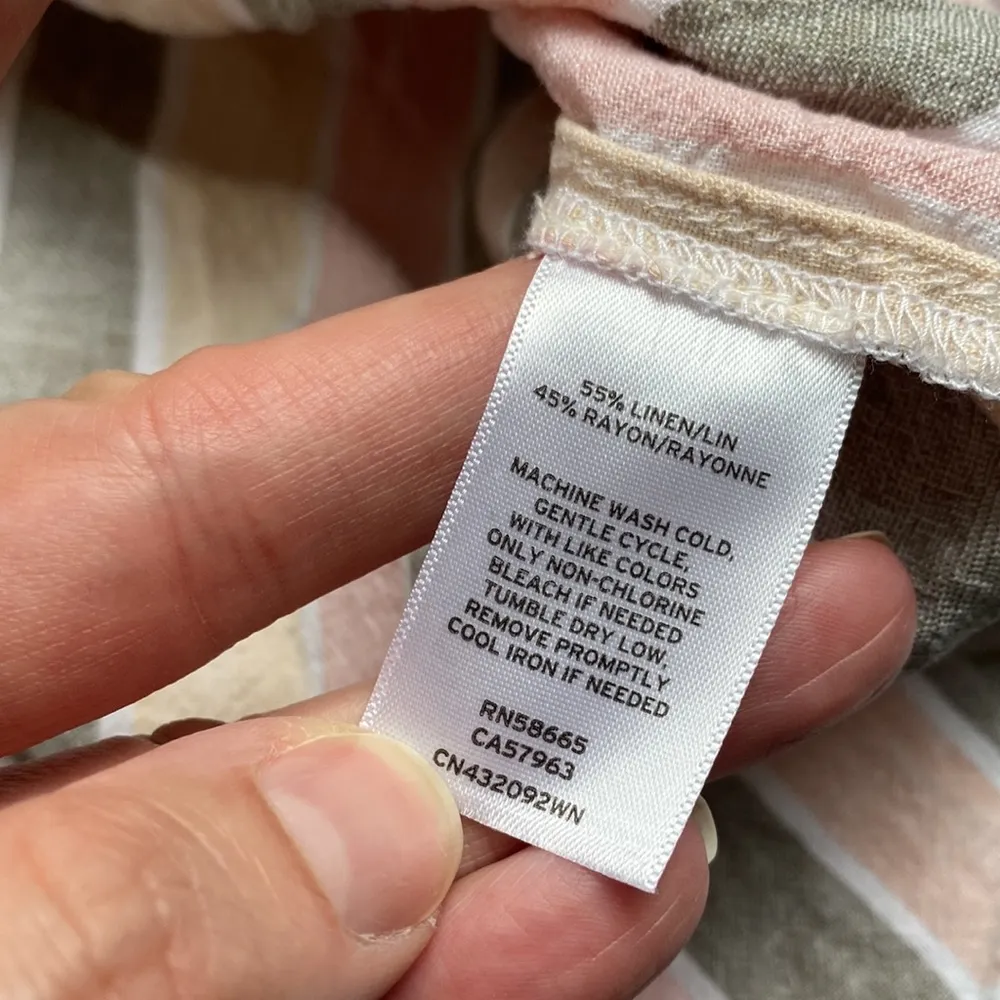 55% LINEN/LIN
45% RAYON/RAYONNE
MACHINE WASH COLD,
GENTLE CYCLE,
WITH LIKE COLORS
ONLY NON-CHLORINE
BLEACH IF NEEDED
TUMBLE DRY LOW,
REMOVE PROMPTLY
COOL IRON IF NEEDED
RN58665
CA57963
CN432092WN